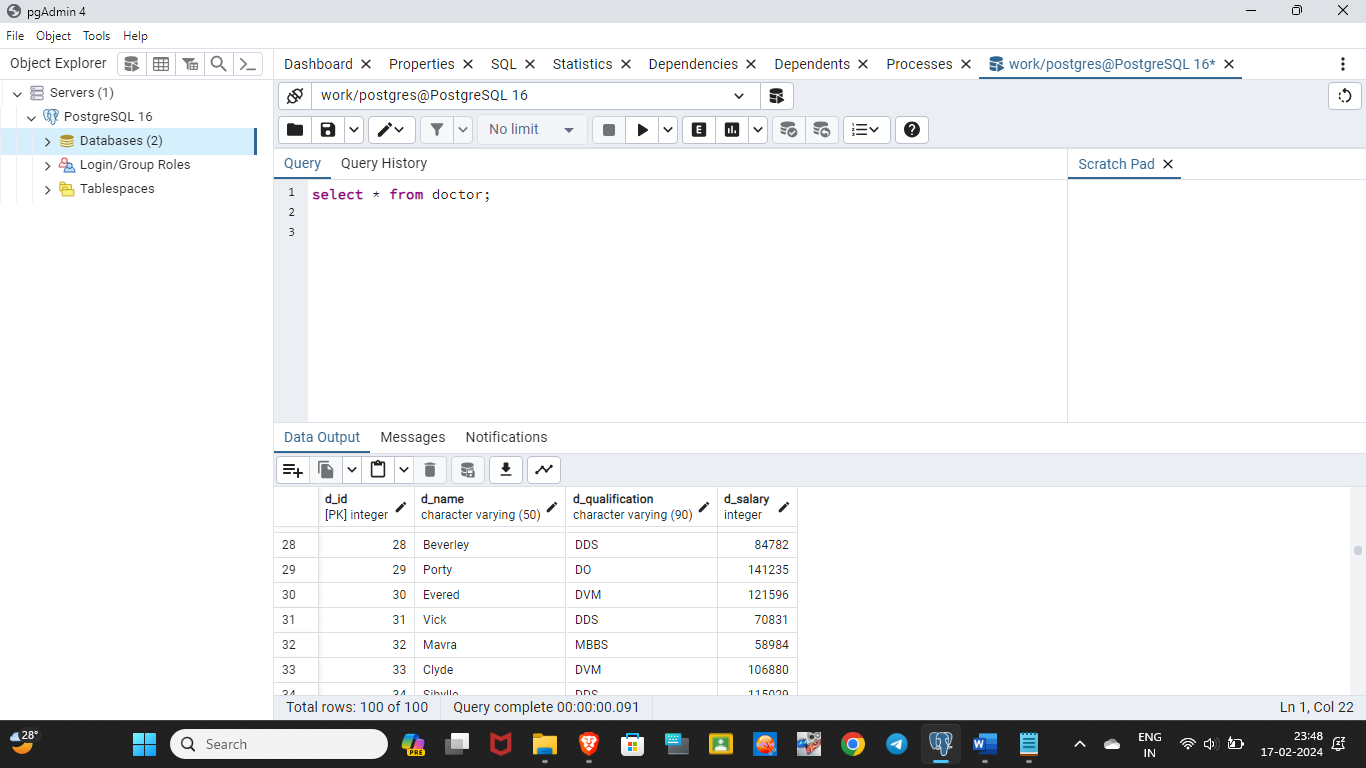 pgAdmin 4
File Object Tools Help
Object Explorer
Dashboard Properties SQL Statistics Dependencies Dependents Processes work/postgres@PostgreSQL 16*
Servers (1)
PostgreSQL 16
Databases (2)
Login/Group Roles
Tablespaces
work/postgres@PostgreSQL 16
No limit
E
Query Query History
Scratch Pad
1 select * from doctor;
2
3
Data Output Messages Notifications
d_id d_name d_qualification d_salary
[PK] integer character varying (50) character varying (90) integer
28 28 Beverley DDS 84782
29 29 Porty DO 141235
30 30 Evered DVM 121596
31 31 Vick DDS 70831
32 32 Mavra MBBS 58984
33 33 Clyde DVM 106880
34 34 Sibylle DDS 115029
Total rows: 100 of 100 Query complete 00:00:00.091 Ln 1, Col 22
28°
Search
PRE
W
ENG
IN
23:48
17-02-2024